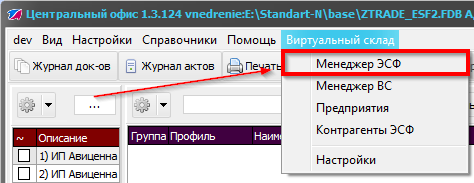 Центральный офис 1.3.124 vnedrenie:E:\Standart-N\base\ZTRADE_ESF2.FDB A
dev Вид Настройки Справочники Помощь Виртуальный склад
Журнал док-ов Журнал актов Печать
Менеджер ЭСФ
Менеджер ВС
Предприятия
Контрагенты ЭСФ
Настройки
...
~ Описание Группа Профиль
1) ИП Авиценна
2) ИП Авиценна